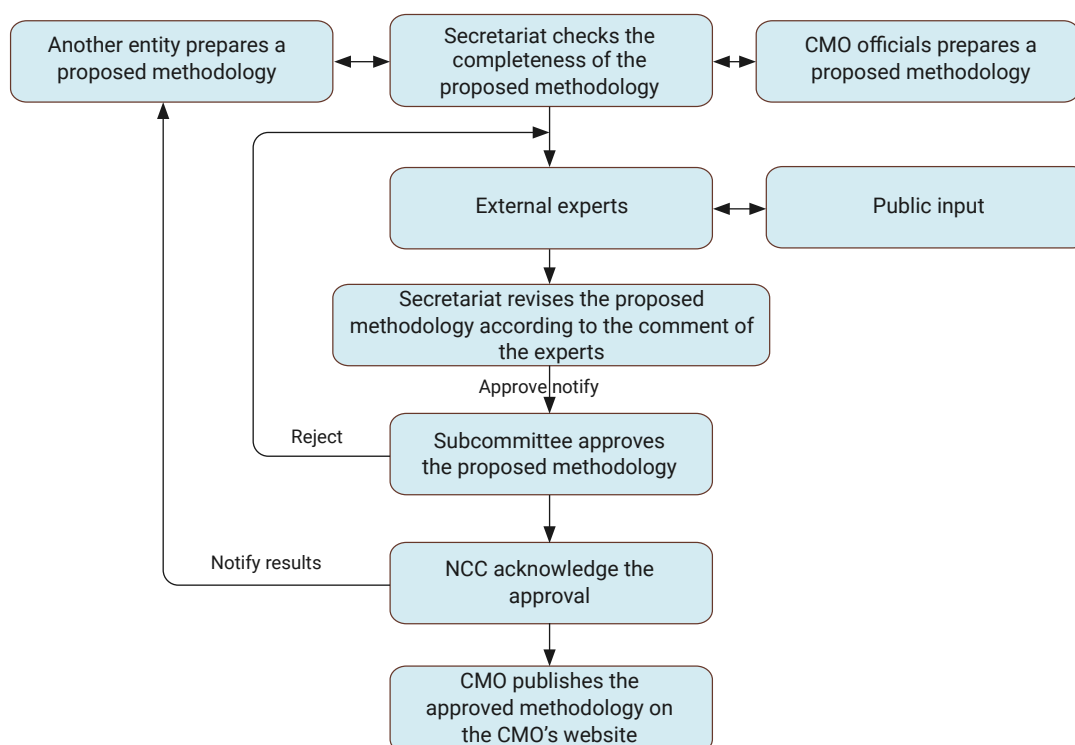 Another entity prepares a
proposed methodology
Secretariat checks the
completeness of the
proposed methodology
CMO officials prepares a
proposed methodology
External experts
Public input
Secretariat revises the proposed
methodology according to the comment of
the experts
Approve notify
Reject
Subcommittee approves
the proposed methodology
Notify results
NCC acknowledge the
approval
CMO publishes the
approved methodology on
the CMO's website